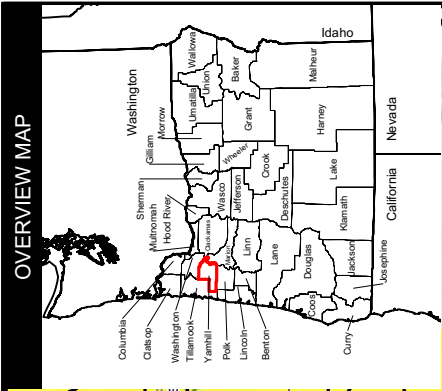 OVERVIEW MAP
Washington
Idaho
Nevada
California
Wallowa
Union
Umatilla
Morrow
Gilliam
Sherman
Hood River
Multnomah
Baker
Malheur
Grant
Wheeler
Harney
Crook
Wasco
Jefferson
Deschutes
Lake
Klamath
Clackamas
Marion
Linn
Lane
Douglas
Jackson
Josephine
Coos
Curry
Columbia
Clatsop
Washington
Tillamook
Yamhill
Polk
Lincoln
Benton